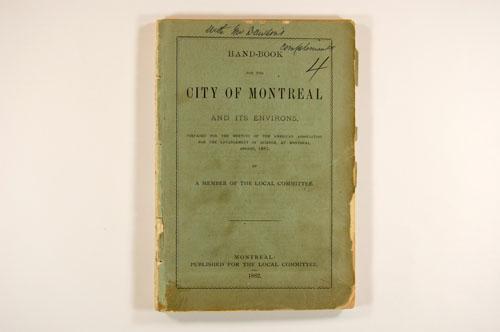 With Mr Dawson's
compliments
4
HAND-BOOK
FOR THE
CITY OF MONTREAL
AND ITS ENVIRONS.
PREPARED FOR THE MEETING OF THE AMERICAN ASSOCIATION
FOR THE ADVANCEMENT OF SCIENCE, AT MONTREAL,
AUGUST, 1882.
BY
A MEMBER OF THE LOCAL COMMITTEE.
MONTREAL:
PUBLISHED FOR THE LOCAL COMMITTEE.
1882.